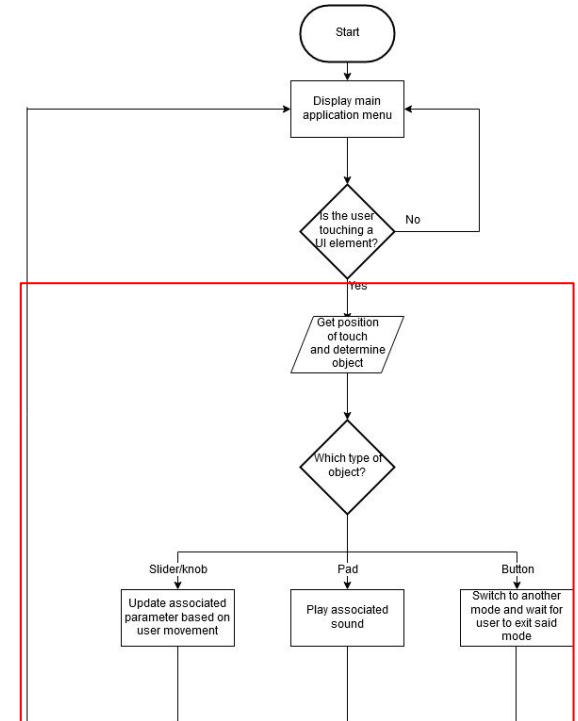 Start
Display main
application menu
Is the user
touching a
UI element?
No
Yes
Get position
of touch
and determine
object
Which type of
object?
Slider/knob
Pad
Button
Update associated
parameter based on
user movement
Play associated
sound
Switch to another
mode and wait for
user to exit said
mode